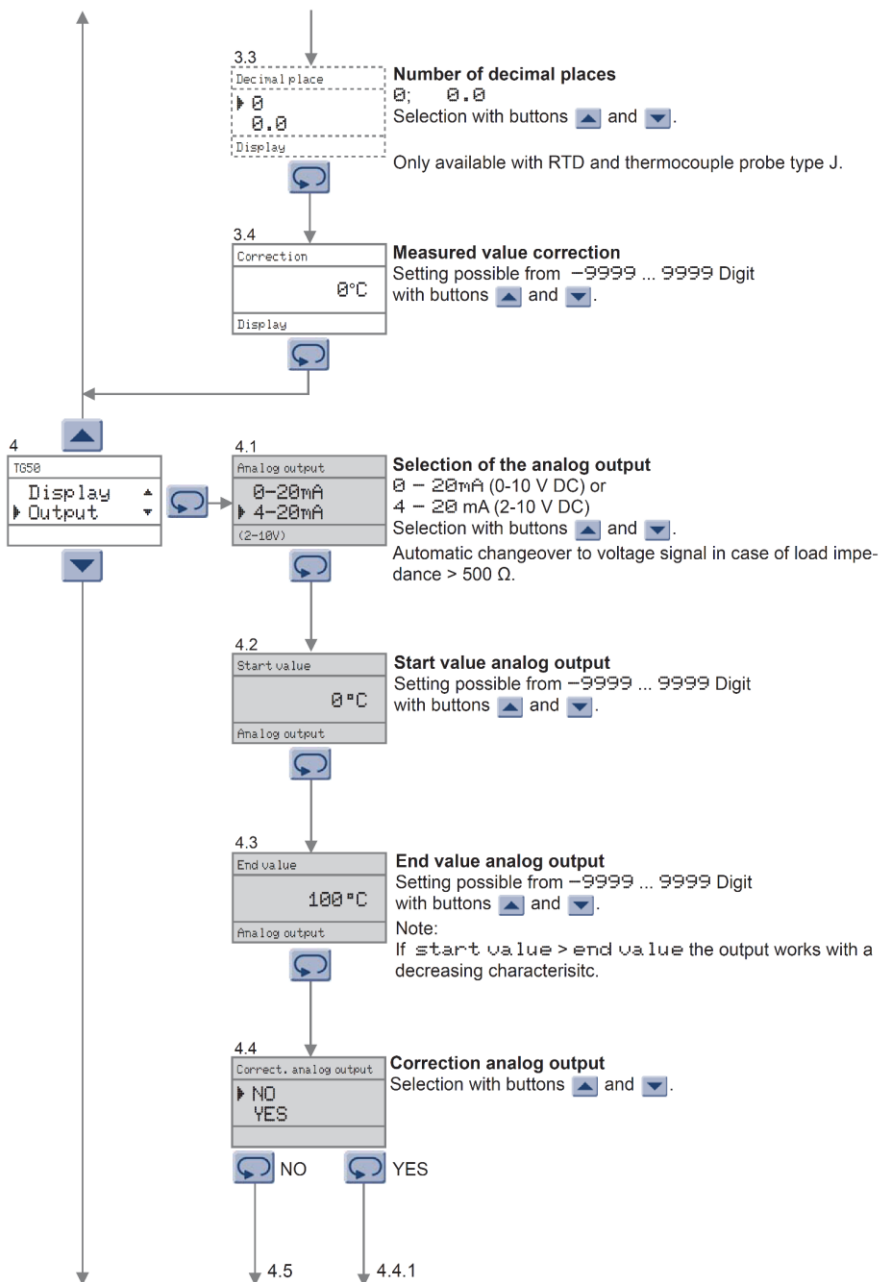 3.3
Decimal place
0
0.0
Display
Number of decimal places
0; 0.0
Selection with buttons and .
Only available with RTD and thermocouple probe type J.
3.4
Correction
0°C
Display
Measured value correction
Setting possible from −9999 ... 9999 Digit
with buttons and .
4
TG50
Display
Output
4.1
Analog output
0−20mA
4−20mA
(2−10V)
Selection of the analog output
0 − 20mA (0-10 V DC) or
4 − 20 mA (2-10 V DC)
Selection with buttons and .
Automatic changeover to voltage signal in case of load impe-
dance > 500 Ω.
4.2
Start value
0°C
Analog output
Start value analog output
Setting possible from −9999 ... 9999 Digit
with buttons and .
4.3
End value
100°C
Analog output
End value analog output
Setting possible from −9999 ... 9999 Digit
with buttons and .
Note:
If start value > end value the output works with a
decreasing characterisitc.
4.4
Correct. analog output
NO
YES
Correction analog output
Selection with buttons and .
NO
YES
4.5
4.4.1